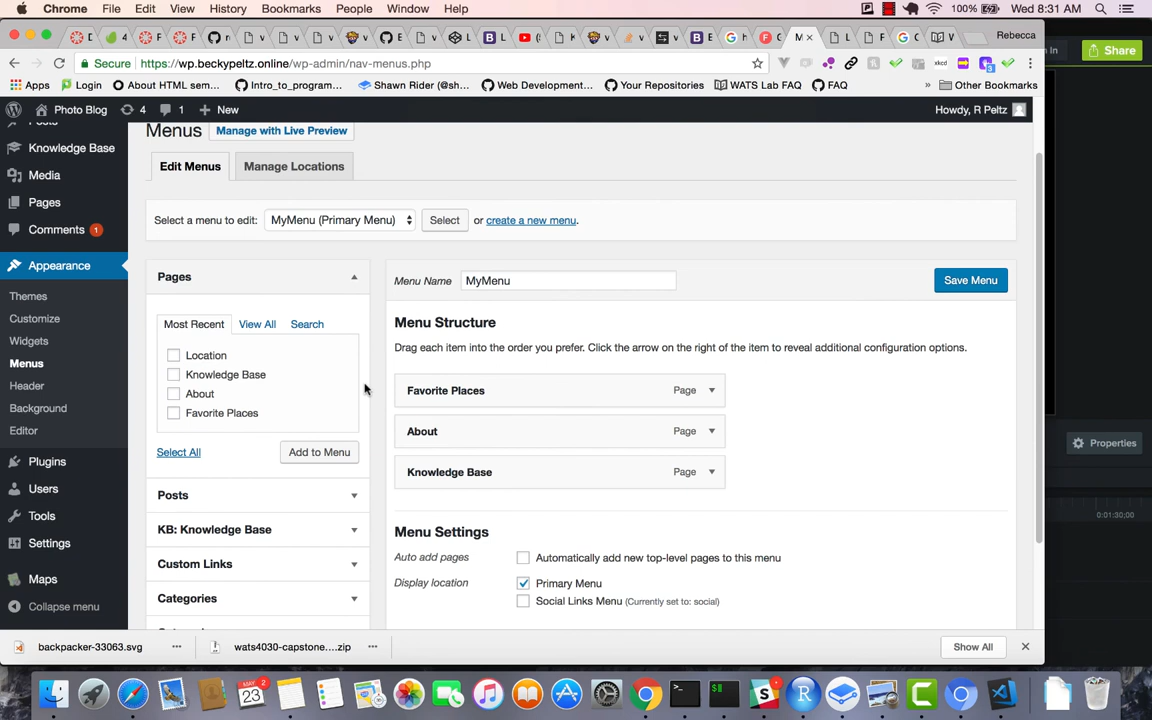 Chrome File Edit View History Bookmarks People Window Help 100% Wed 8:31 AM
Rebecca
Secure https://wp.beckypeltz.online/wp-admin/nav-menus.php
Share
Apps Login About HTML sem... Intro_to_program... Shawn Rider (@sh... Web Development... Your Repositories WATS Lab FAQ FAQ » Other Bookmarks
Photo Blog 4 1 + New Howdy, R Peltz
Menus Manage with Live Preview
Knowledge Base
Media
Pages
Comments 1
Appearance
Themes
Customize
Widgets
Menus
Header
Background
Editor
Plugins
Users
Tools
Settings
Maps
Collapse menu
Edit Menus Manage Locations
Select a menu to edit: MyMenu (Primary Menu) Select or create a new menu.
Pages
Most Recent View All Search
Location
Knowledge Base
About
Favorite Places
Select All Add to Menu
Posts
KB: Knowledge Base
Custom Links
Categories
Menu Name MyMenu Save Menu
Menu Structure
Drag each item into the order you prefer. Click the arrow on the right of the item to reveal additional configuration options.
Favorite Places Page
About Page
Knowledge Base Page
Menu Settings
Auto add pages Automatically add new top-level pages to this menu
Display location Primary Menu
Social Links Menu (Currently set to: social)
Properties
0:01:30;00
backpacker-33063.svg wats4030-capstone....zip Show All
MAY
23
2